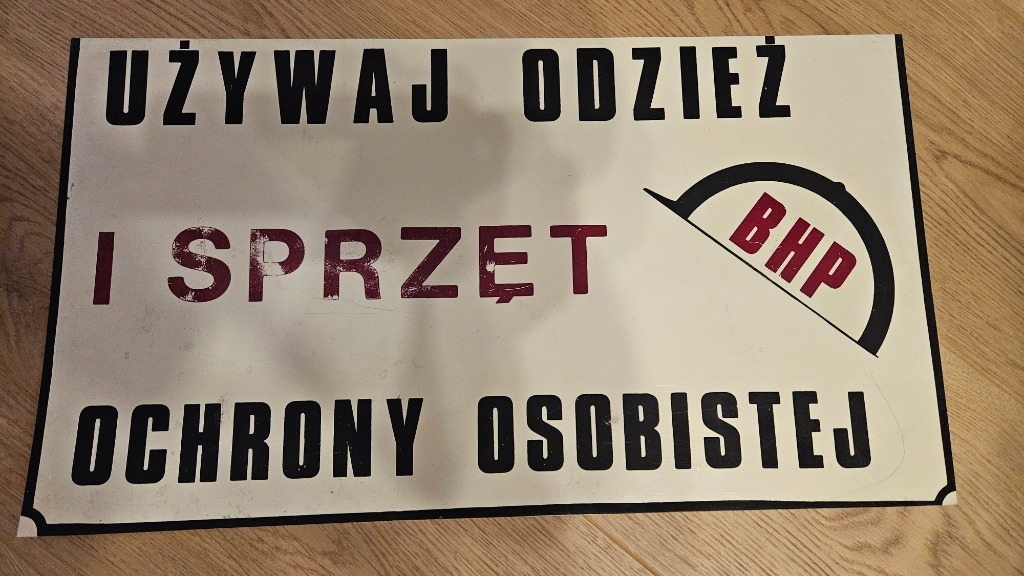 UŻYWAJ ODZIEŻ
I SPRZĘT
BHP
OCHRONY OSOBISTEJ